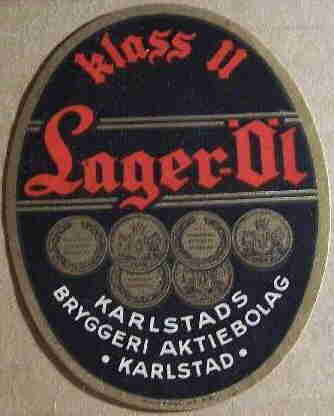 klass II
Lager-Öl
KARLSTADS
BRYGGERI AKTIEBOLAG
• KARLSTAD •